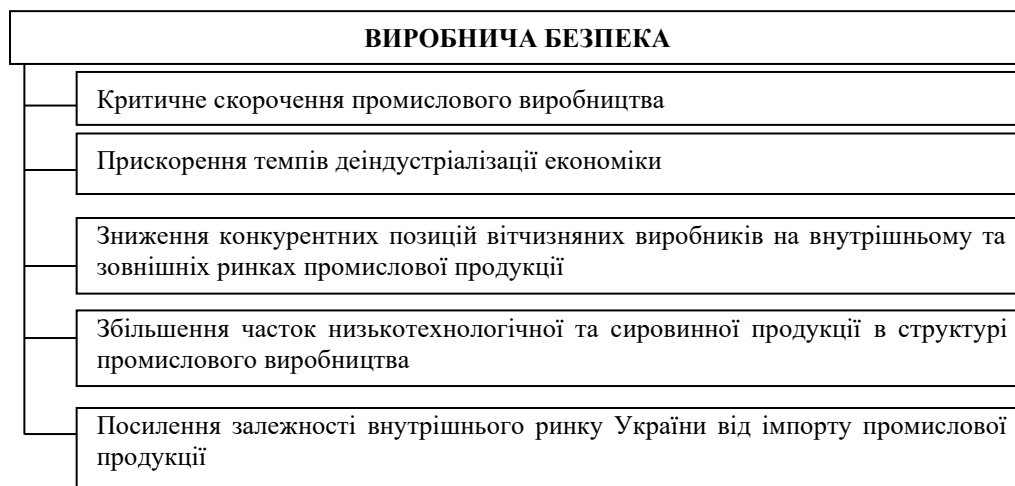 ВИРОБНИЧА БЕЗПЕКА
Критичне скорочення промислового виробництва
Прискорення темпів деіндустріалізації економіки
Зниження конкурентних позицій вітчизняних виробників на внутрішньому та
зовнішніх ринках промислової продукції
Збільшення часток низькотехнологічної та сировинної продукції в структурі
промислового виробництва
Посилення залежності внутрішнього ринку України від імпорту промислової
продукції